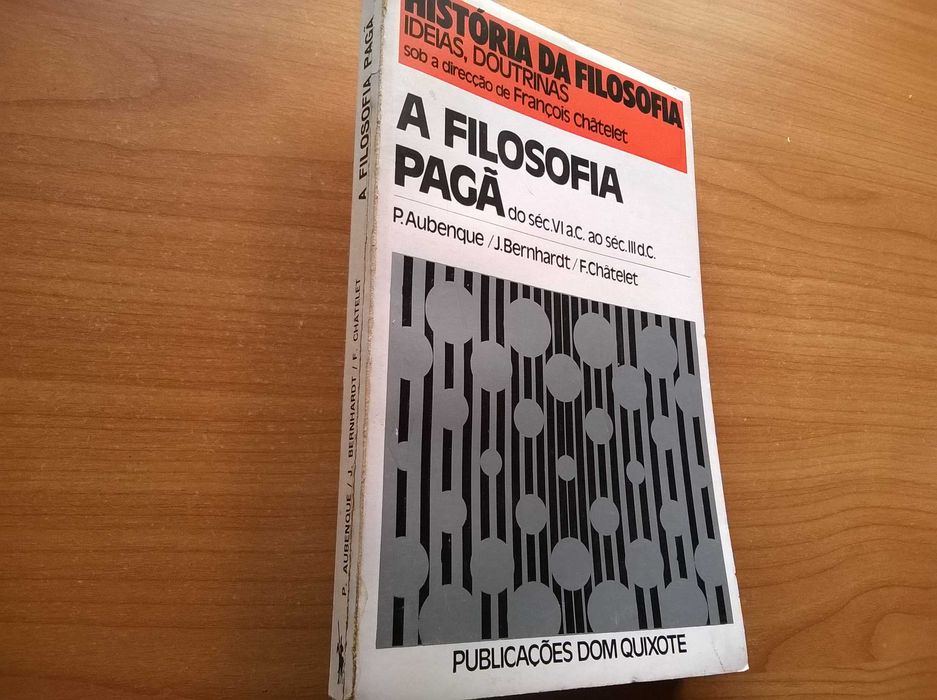 HISTÓRIA DA FILOSOFIA
IDEIAS, DOUTRINAS
sob a direcção de François Châtelet
A FILOSOFIA
PAGÃ do séc.VI a.C. ao séc.III d.C.
P.Aubenque / J.Bernhardt / F.Châtelet
PUBLICAÇÕES DOM QUIXOTE
P. AUBENQUE / J. BERNHARDT / F. CHÂTELET
A FILOSOFIA PAGÃ